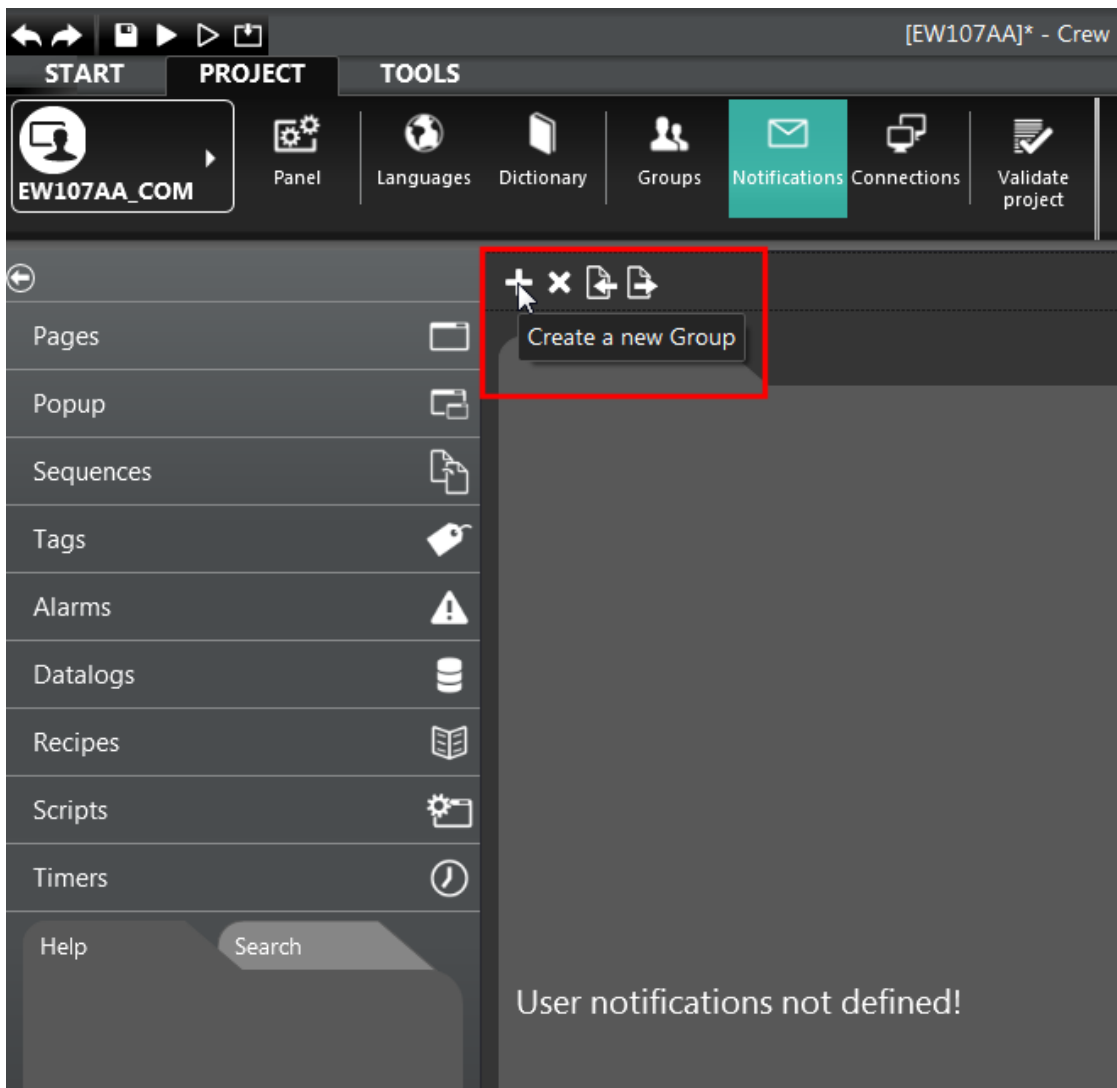 [EW107AA]* - Crew
START PROJECT TOOLS
EW107AA_COM
Panel
Languages
Dictionary
Groups
Notifications
Connections
Validate
project
Create a new Group
Pages
Popup
Sequences
Tags
Alarms
Datalogs
Recipes
Scripts
Timers
Help
Search
User notifications not defined!